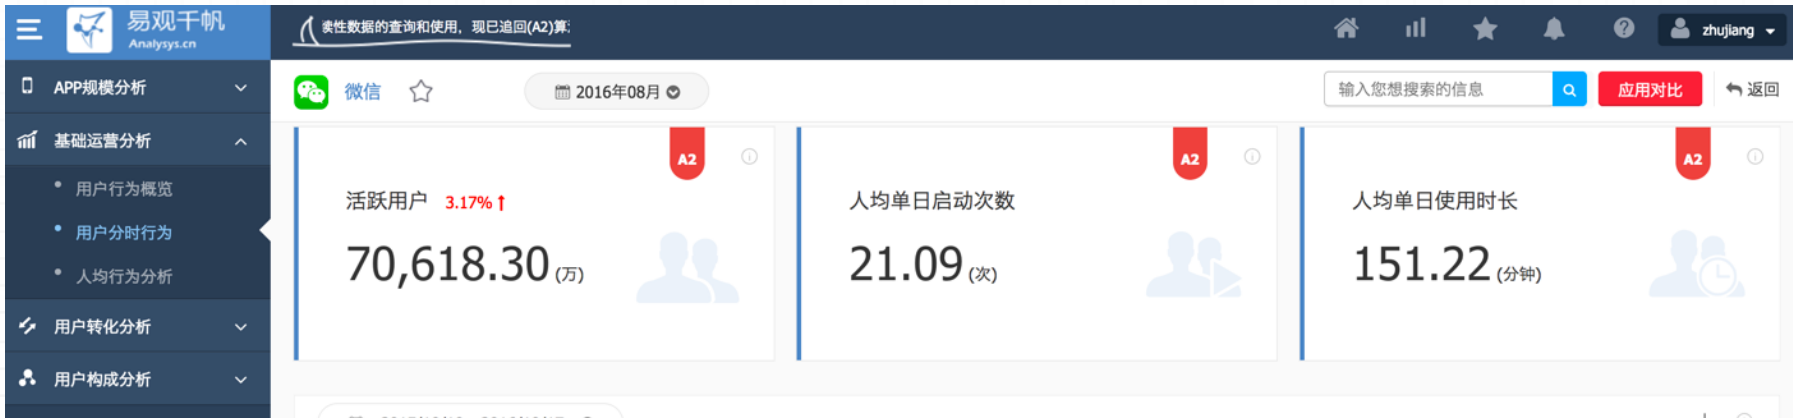 易观千帆
Analysys.cn
卖性数据的查询和使用，现已追回(A2)算
zhujiang
APP规模分析
微信
2016年08月
输入您想搜索的信息
应用对比
返回
基础运营分析
用户行为概览
用户分时行为
人均行为分析
用户转化分析
用户构成分析
A2
活跃用户 3.17%
70,618.30 (万)
A2
人均单日启动次数
21.09 (次)
A2
人均单日使用时长
151.22 (分钟)